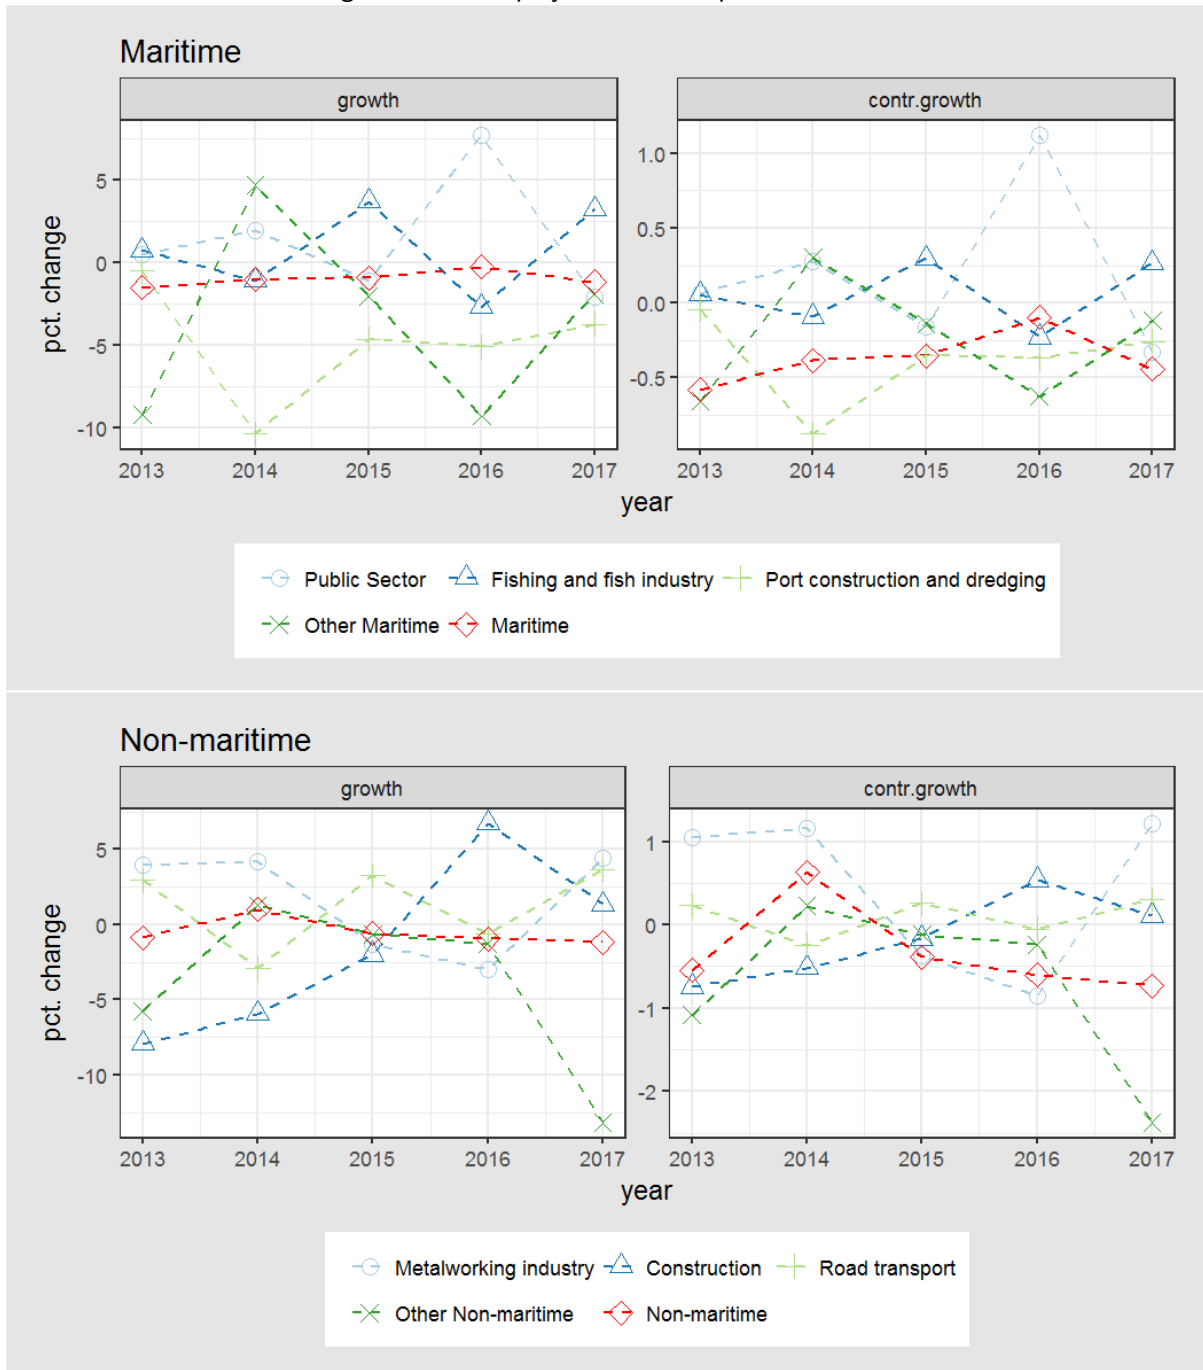 Maritime
growth contr.growth
5
0
-5
-10
1.0
0.5
0.0
-0.5
pct. change
2013 2014 2015 2016 2017 2013 2014 2015 2016 2017
year
Public Sector Fishing and fish industry Port construction and dredging
Other Maritime Maritime
Non-maritime
growth contr.growth
5
0
-5
-10
1
0
-1
-2
pct. change
2013 2014 2015 2016 2017 2013 2014 2015 2016 2017
year
Metalworking industry Construction Road transport
Other Non-maritime Non-maritime